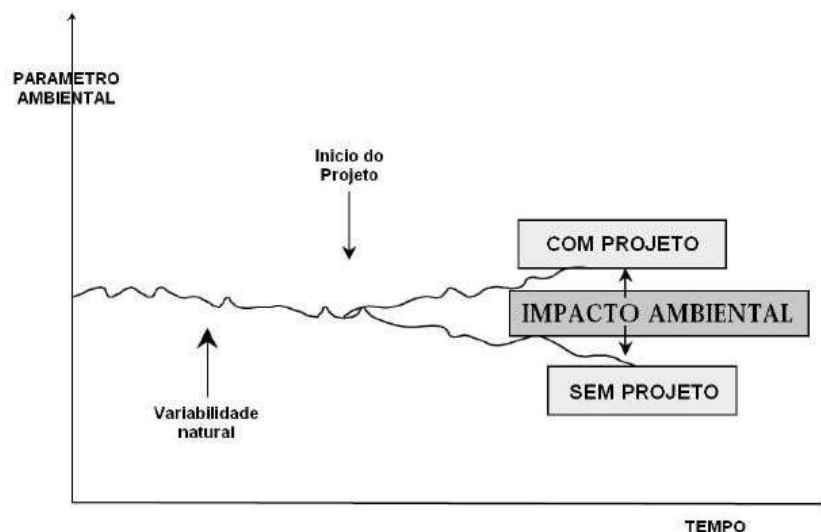 PARAMETRO
AMBIENTAL
Inicio do
Projeto
COM PROJETO
IMPACTO AMBIENTAL
SEM PROJETO
Variabilidade
natural
TEMPO